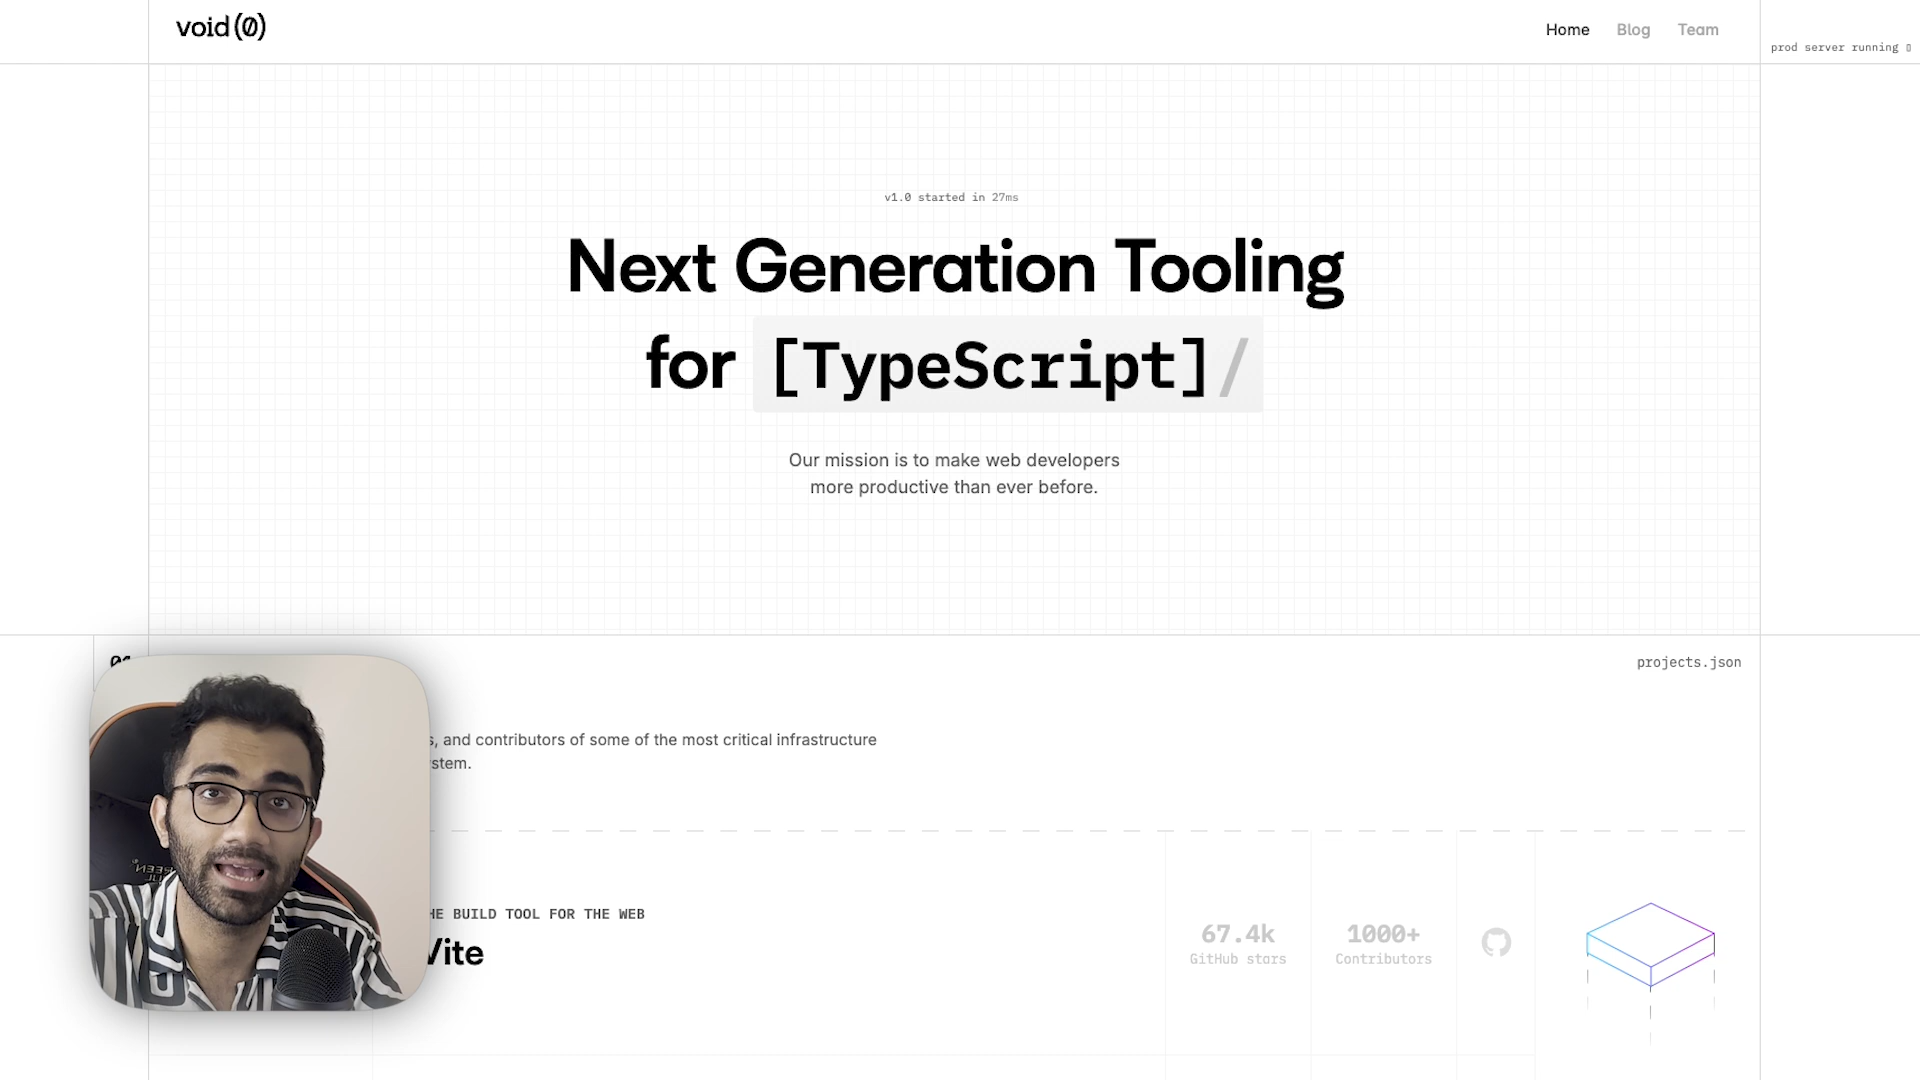 void(0)
Home
Blog
Team
prod server running
v1.0 started in 27ms
Next Generation Tooling
for [TypeScript]/
Our mission is to make web developers
more productive than ever before.
projects.json
, and contributors of some of the most critical infrastructure
BUILD TOOL FOR THE WEB
Vite
67.4k
GitHub stars
1000+
Contributors